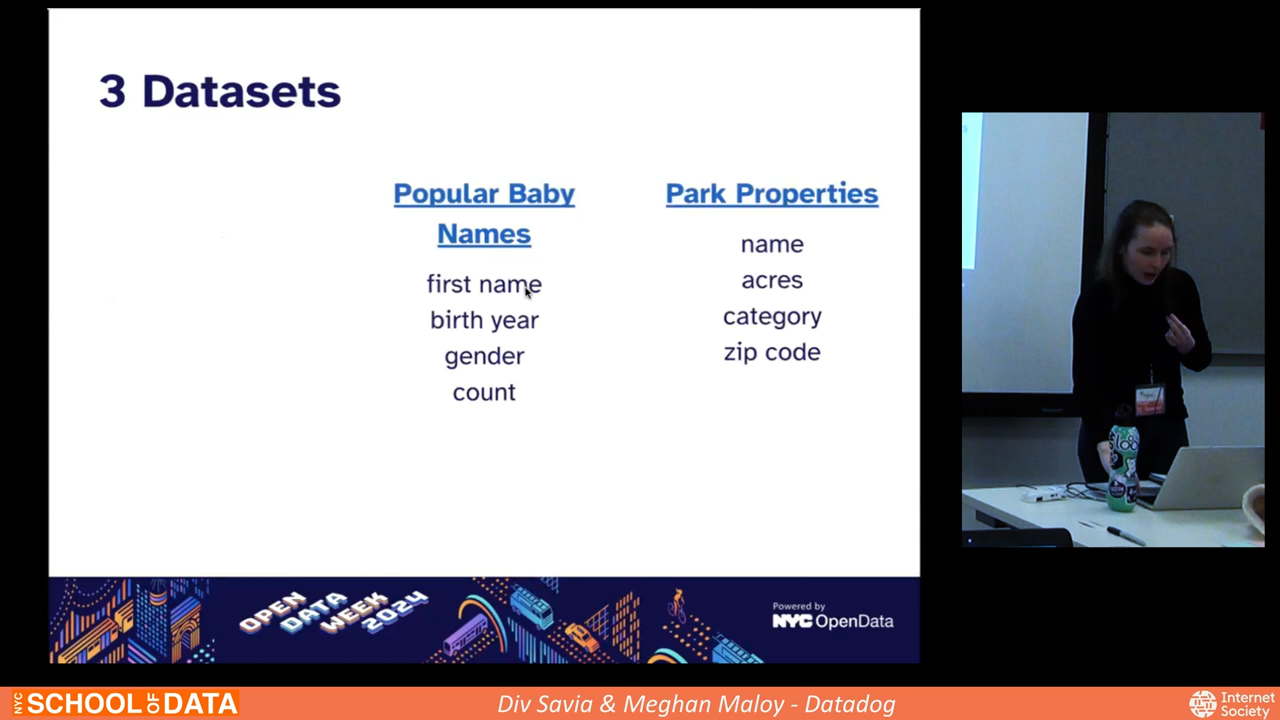 3 Datasets
Popular Baby
Names
first name
birth year
gender
count
Park Properties
name
acres
category
zip code
OPEN
DATA
WEEK
2024
Powered by
NYC OpenData
NYC SCHOOL OF DATA
Div Savia & Meghan Maloy - Datadog
Internet
Society